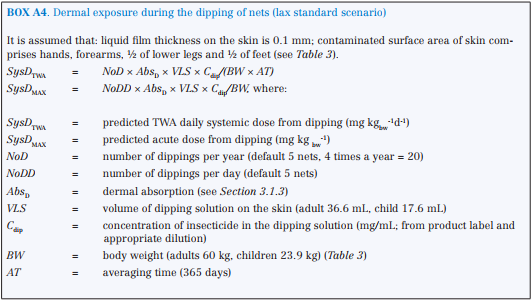 BOX A4. Dermal exposure during the dipping of nets (lax standard scenario)
It is assumed that: liquid film thickness on the skin is 0.1 mm; contaminated surface area of skin com-
prises hands, forearms, ½ of lower legs and ½ of feet (see Table 3).
SysD_TWA = NoD × Abs_D × VLS × C_dip/(BW × AT)
SysD_MAX = NoDD × Abs_D × VLS × C_dip/BW, where:
SysD_TWA = predicted TWA daily systemic dose from dipping (mg kg_bw⁻¹d⁻¹)
SysD_MAX = predicted acute dose from dipping (mg kg _bw⁻¹)
NoD = number of dippings per year (default 5 nets, 4 times a year = 20)
NoDD = number of dippings per day (default 5 nets)
Abs_D = dermal absorption (see Section 3.1.3)
VLS = volume of dipping solution on the skin (adult 36.6 mL, child 17.6 mL)
C_dip = concentration of insecticide in the dipping solution (mg/mL; from product label and
appropriate dilution)
BW = body weight (adults 60 kg, children 23.9 kg) (Table 3)
AT = averaging time (365 days)